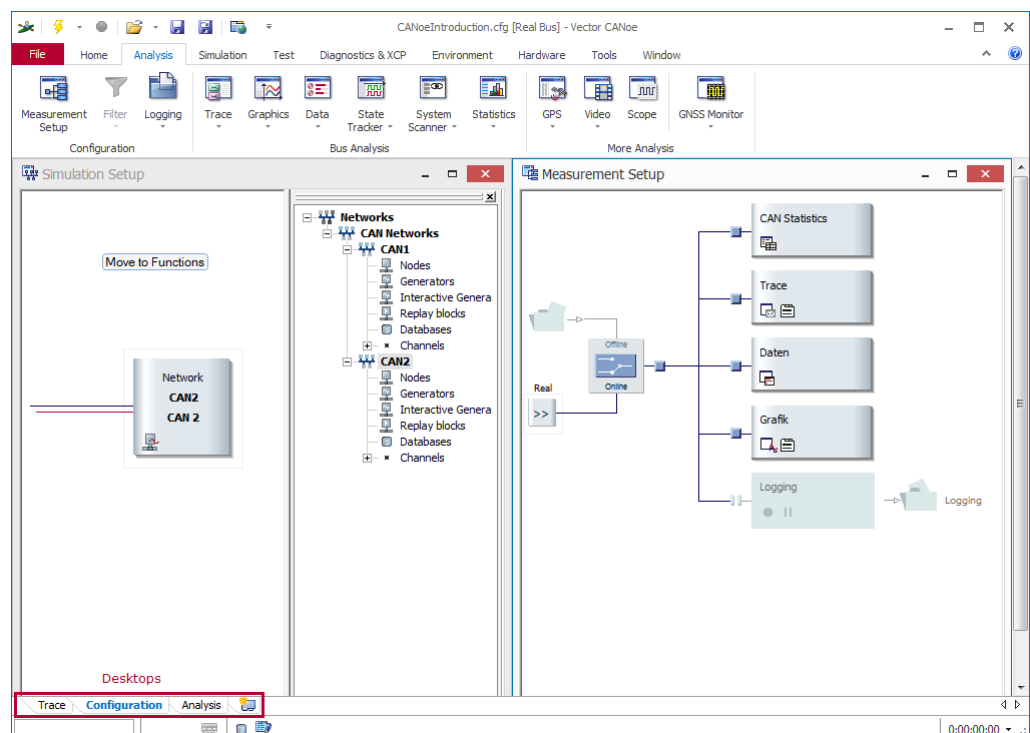 CANoeIntroduction.cfg [Real Bus] - Vector CANoe
File Home Analysis Simulation Test Diagnostics & XCP Environment Hardware Tools Window
Measurement Setup Filter Logging Trace Graphics Data State Tracker System Scanner Statistics GPS Video Scope GNSS Monitor
Configuration Bus Analysis More Analysis
Simulation Setup
Move to Functions
Network
CAN2
CAN 2
Networks
CAN Networks
CAN1
Nodes
Generators
Interactive Genera
Replay blocks
Databases
Channels
CAN2
Nodes
Generators
Interactive Genera
Replay blocks
Databases
Channels
Measurement Setup
Offline
Online
Real
>>
CAN Statistics
Trace
Daten
Grafik
Logging
Logging
Desktops
Trace Configuration Analysis
0:00:00:00